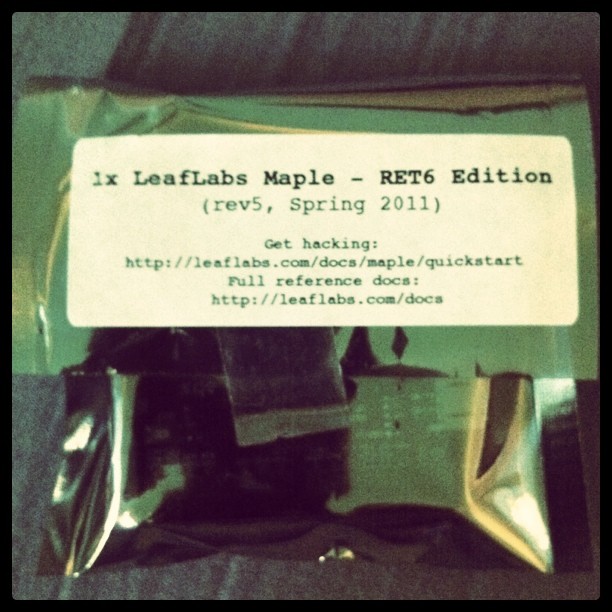 1x LeafLabs Maple - RET6 Edition
(rev5, Spring 2011)
Get hacking:
http://leaflabs.com/docs/maple/quickstart
Full reference docs:
http://leaflabs.com/docs